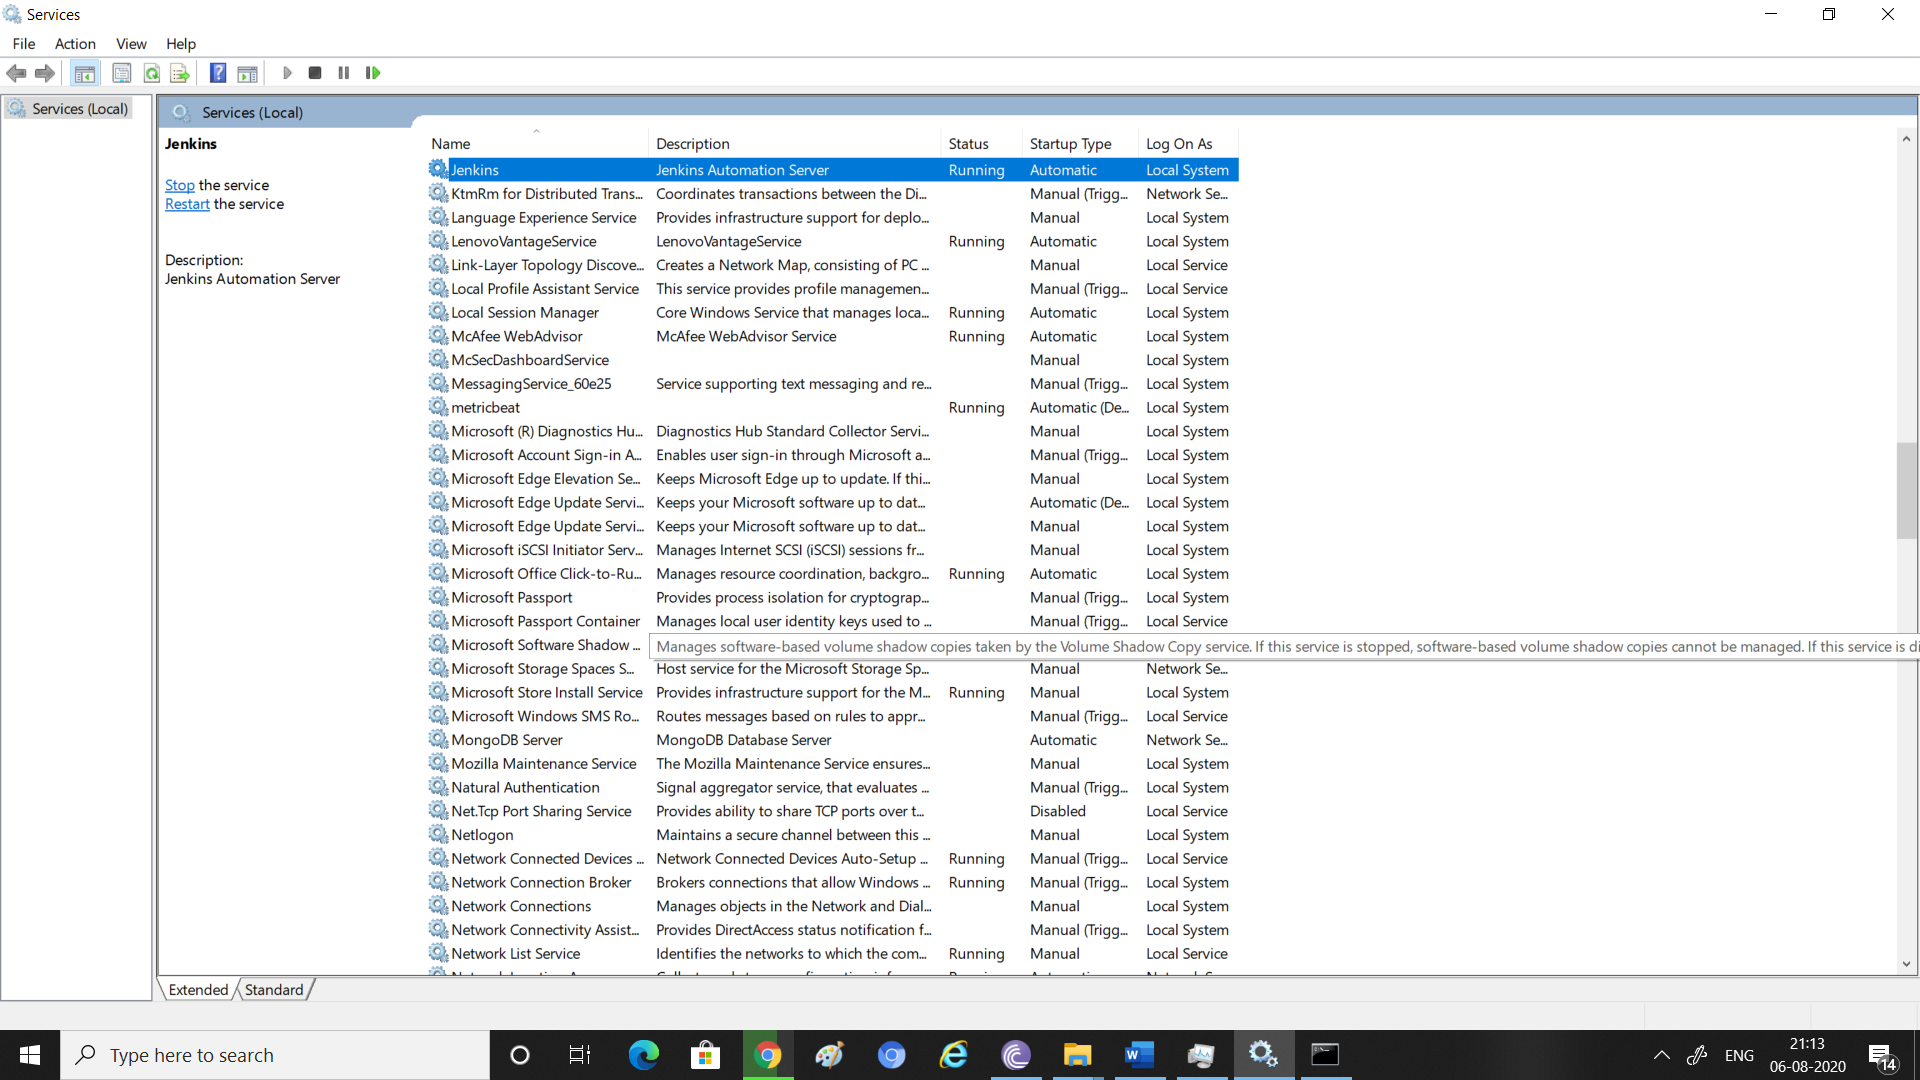 Services
File Action View Help
Services (Local)
Services (Local)
Jenkins
Stop the service
Restart the service
Description:
Jenkins Automation Server
Name Description Status Startup Type Log On As
Jenkins Jenkins Automation Server Running Automatic Local System
KtmRm for Distributed Trans... Coordinates transactions between the Di... Manual (Trigg... Network Se...
Language Experience Service Provides infrastructure support for deplo... Manual Local System
LenovoVantageService LenovoVantageService Running Automatic Local System
Link-Layer Topology Discove... Creates a Network Map, consisting of PC ... Manual Local Service
Local Profile Assistant Service This service provides profile managemen... Manual (Trigg... Local Service
Local Session Manager Core Windows Service that manages loca... Running Automatic Local System
McAfee WebAdvisor McAfee WebAdvisor Service Running Automatic Local System
McSecDashboardService Manual Local System
MessagingService_60e25 Service supporting text messaging and re... Manual (Trigg... Local System
metricbeat Running Automatic (De... Local System
Microsoft (R) Diagnostics Hu... Diagnostics Hub Standard Collector Servi... Manual Local System
Microsoft Account Sign-in A... Enables user sign-in through Microsoft a... Manual (Trigg... Local System
Microsoft Edge Elevation Se... Keeps Microsoft Edge up to update. If thi... Manual Local System
Microsoft Edge Update Servi... Keeps your Microsoft software up to dat... Automatic (De... Local System
Microsoft Edge Update Servi... Keeps your Microsoft software up to dat... Manual Local System
Microsoft iSCSI Initiator Serv... Manages Internet SCSI (iSCSI) sessions fr... Manual Local System
Microsoft Office Click-to-Ru... Manages resource coordination, backgro... Running Automatic Local System
Microsoft Passport Provides process isolation for cryptograp... Manual (Trigg... Local System
Microsoft Passport Container Manages local user identity keys used to ... Manual (Trigg... Local System
Microsoft Software Shadow ... Manages software-based volume shadow copies taken by the Volume Shadow Copy service. If this service is stopped, software-based volume shadow copies cannot be managed. If this service is di
Microsoft Storage Spaces S... Host service for the Microsoft Storage Sp... Manual Network Se...
Microsoft Store Install Service Provides infrastructure support for the M... Running Manual Local System
Microsoft Windows SMS Ro... Routes messages based on rules to appr... Manual (Trigg... Local Service
MongoDB Server MongoDB Database Server Automatic Network Se...
Mozilla Maintenance Service The Mozilla Maintenance Service ensures... Manual Local System
Natural Authentication Signal aggregator service, that evaluates ... Manual (Trigg... Local System
Net.Tcp Port Sharing Service Provides ability to share TCP ports over t... Disabled Local Service
Netlogon Maintains a secure channel between this ... Manual Local System
Network Connected Devices ... Network Connected Devices Auto-Setup ... Running Manual (Trigg... Local Service
Network Connection Broker Brokers connections that allow Windows ... Running Manual (Trigg... Local System
Network Connections Manages objects in the Network and Dial... Manual Local System
Network Connectivity Assist... Provides DirectAccess status notification f... Manual (Trigg... Local System
Network List Service Identifies the networks to which the com... Running Manual Local Service
Extended Standard
Type here to search
ENG
21:13
06-08-2020
14